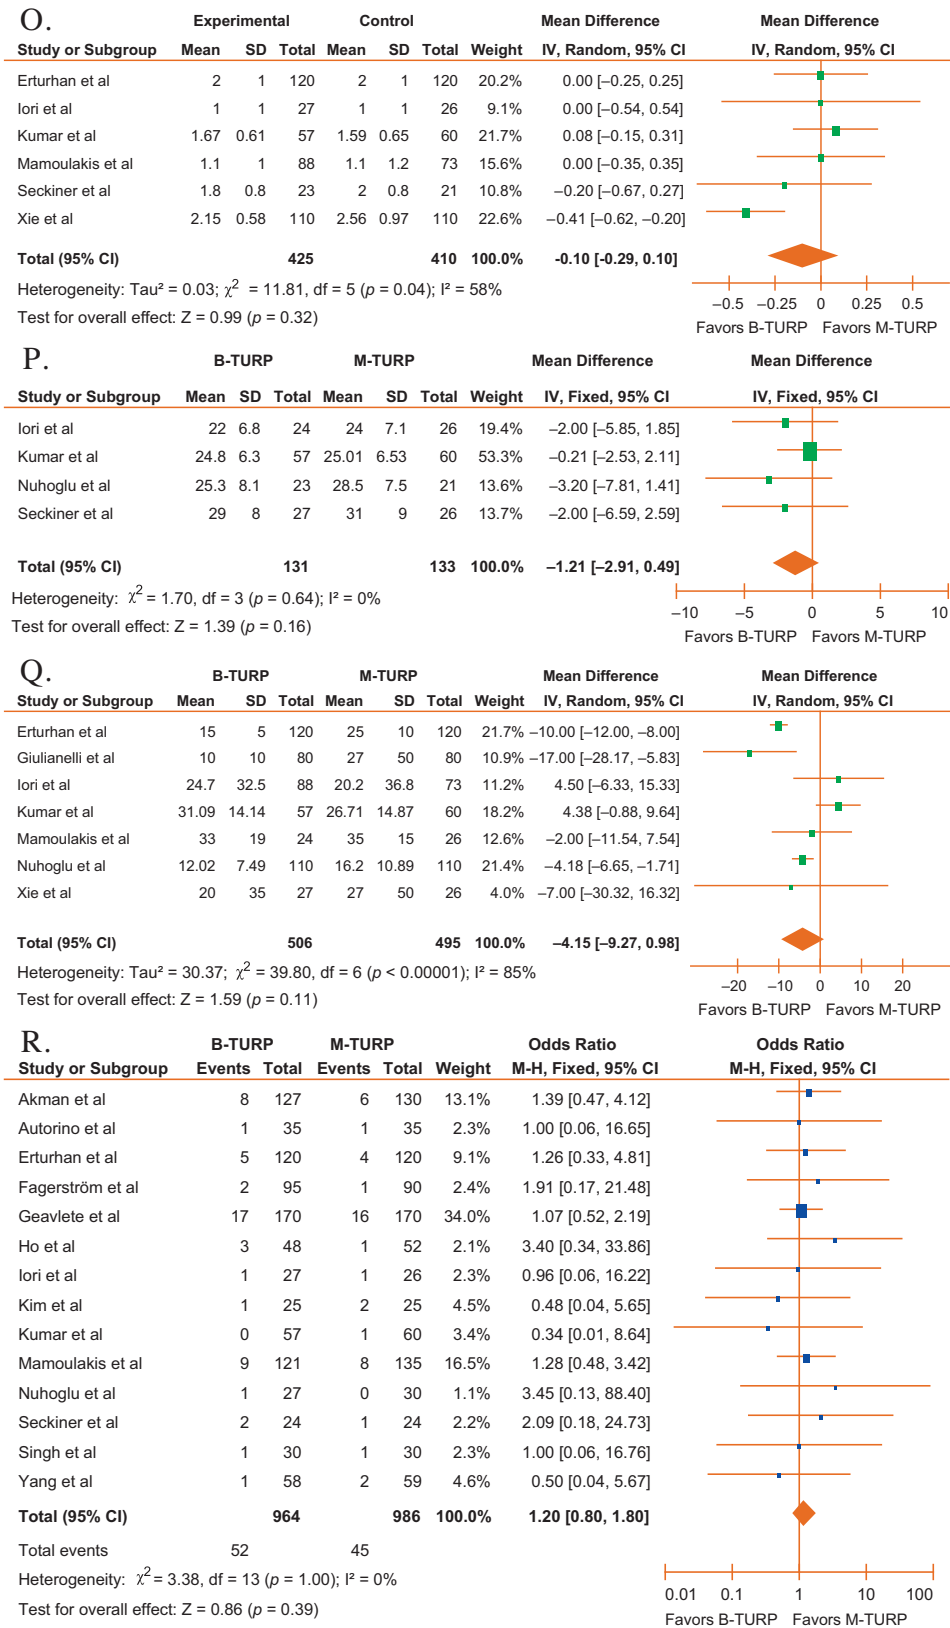 O. Experimental Control Mean Difference Mean Difference
Study or Subgroup Mean SD Total Mean SD Total Weight IV, Random, 95% CI IV, Random, 95% CI
Erturhan et al 2 1 120 2 1 120 20.2% 0.00 [–0.25, 0.25]
Iori et al 1 1 27 1 1 26 9.1% 0.00 [–0.54, 0.54]
Kumar et al 1.67 0.61 57 1.59 0.65 60 21.7% 0.08 [–0.15, 0.31]
Mamoulakis et al 1.1 1 88 1.1 1.2 73 15.6% 0.00 [–0.35, 0.35]
Seckiner et al 1.8 0.8 23 2 0.8 21 10.8% –0.20 [–0.67, 0.27]
Xie et al 2.15 0.58 110 2.56 0.97 110 22.6% –0.41 [–0.62, –0.20]
Total (95% CI) 425 410 100.0% -0.10 [-0.29, 0.10]
Heterogeneity: Tau² = 0.03; χ² = 11.81, df = 5 (p = 0.04); I² = 58%
–0.5 –0.25 0 0.25 0.5
Test for overall effect: Z = 0.99 (p = 0.32)
Favors B-TURP Favors M-TURP
P. B-TURP M-TURP Mean Difference Mean Difference
Study or Subgroup Mean SD Total Mean SD Total Weight IV, Fixed, 95% CI IV, Fixed, 95% CI
Iori et al 22 6.8 24 24 7.1 26 19.4% –2.00 [–5.85, 1.85]
Kumar et al 24.8 6.3 57 25.01 6.53 60 53.3% –0.21 [–2.53, 2.11]
Nuhoglu et al 25.3 8.1 23 28.5 7.5 21 13.6% –3.20 [–7.81, 1.41]
Seckiner et al 29 8 27 31 9 26 13.7% –2.00 [–6.59, 2.59]
Total (95% CI) 131 133 100.0% –1.21 [–2.91, 0.49]
Heterogeneity: χ² = 1.70, df = 3 (p = 0.64); I² = 0%
–10 –5 0 5 10
Test for overall effect: Z = 1.39 (p = 0.16)
Favors B-TURP Favors M-TURP
Q. B-TURP M-TURP Mean Difference Mean Difference
Study or Subgroup Mean SD Total Mean SD Total Weight IV, Random, 95% CI IV, Random, 95% CI
Erturhan et al 15 5 120 25 10 120 21.7% –10.00 [–12.00, –8.00]
Giulianelli et al 10 10 80 27 50 80 10.9% –17.00 [–28.17, –5.83]
Iori et al 24.7 32.5 88 20.2 36.8 73 11.2% 4.50 [–6.33, 15.33]
Kumar et al 31.09 14.14 57 26.71 14.87 60 18.2% 4.38 [–0.88, 9.64]
Mamoulakis et al 33 19 24 35 15 26 12.6% –2.00 [–11.54, 7.54]
Nuhoglu et al 12.02 7.49 110 16.2 10.89 110 21.4% –4.18 [–6.65, –1.71]
Xie et al 20 35 27 27 50 26 4.0% –7.00 [–30.32, 16.32]
Total (95% CI) 506 495 100.0% –4.15 [–9.27, 0.98]
Heterogeneity: Tau² = 30.37; χ² = 39.80, df = 6 (p < 0.00001); I² = 85%
–20 –10 0 10 20
Test for overall effect: Z = 1.59 (p = 0.11)
Favors B-TURP Favors M-TURP
R. B-TURP M-TURP Odds Ratio Odds Ratio
Study or Subgroup Events Total Events Total Weight M-H, Fixed, 95% CI M-H, Fixed, 95% CI
Akman et al 8 127 6 130 13.1% 1.39 [0.47, 4.12]
Autorino et al 1 35 1 35 2.3% 1.00 [0.06, 16.65]
Erturhan et al 5 120 4 120 9.1% 1.26 [0.33, 4.81]
Fagerström et al 2 95 1 90 2.4% 1.91 [0.17, 21.48]
Geavlete et al 17 170 16 170 34.0% 1.07 [0.52, 2.19]
Ho et al 3 48 1 52 2.1% 3.40 [0.34, 33.86]
Iori et al 1 27 1 26 2.3% 0.96 [0.06, 16.22]
Kim et al 1 25 2 25 4.5% 0.48 [0.04, 5.65]
Kumar et al 0 57 1 60 3.4% 0.34 [0.01, 8.64]
Mamoulakis et al 9 121 8 135 16.5% 1.28 [0.48, 3.42]
Nuhoglu et al 1 27 0 30 1.1% 3.45 [0.13, 88.40]
Seckiner et al 2 24 1 24 2.2% 2.09 [0.18, 24.73]
Singh et al 1 30 1 30 2.3% 1.00 [0.06, 16.76]
Yang et al 1 58 2 59 4.6% 0.50 [0.04, 5.67]
Total (95% CI) 964 986 100.0% 1.20 [0.80, 1.80]
Total events 52 45
Heterogeneity: χ² = 3.38, df = 13 (p = 1.00); I² = 0%
0.01 0.1 1 10 100
Test for overall effect: Z = 0.86 (p = 0.39)
Favors B-TURP Favors M-TURP